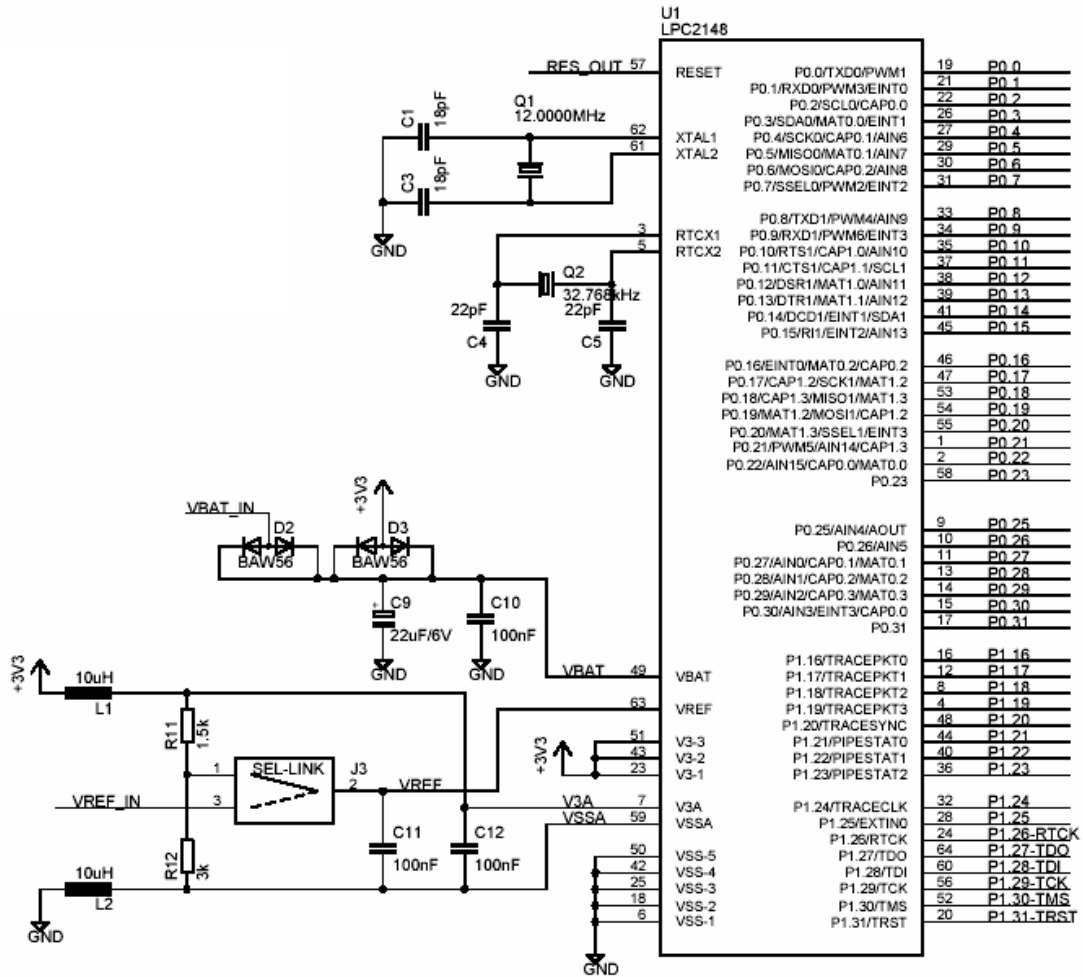 U1
LPC2148
RES_OUT 57 RESET
C1 18pF
Q1
12.0000MHz
62 XTAL1
61 XTAL2
C3 18pF
GND
3 RTCX1
5 RTCX2
Q2
32.768kHz
22pF
C4
GND
22pF
C5
GND
VBAT_IN
+3V3
D2
BAW56
D3
BAW56
C9
22uF/6V
GND
C10
100nF
GND
VBAT 49 VBAT
+3V3
10uH
L1
R11 1.5k
63 VREF
SEL-LINK
J3
1
2 VREF
VREF_IN
3
+3V3
51 V3-3
43 V3-2
23 V3-1
V3A 7 V3A
VSSA 59 VSSA
C11
100nF
C12
100nF
R12 3k
10uH
L2
GND
50 VSS-5
42 VSS-4
25 VSS-3
18 VSS-2
6 VSS-1
GND
P0.0/TXD0/PWM1 19 P0.0
P0.1/RXD0/PWM3/EINT0 21 P0.1
P0.2/SCL0/CAP0.0 22 P0.2
P0.3/SDA0/MAT0.0/EINT1 26 P0.3
P0.4/SCK0/CAP0.1/AIN6 27 P0.4
P0.5/MISO0/MAT0.1/AIN7 29 P0.5
P0.6/MOSI0/CAP0.2/AIN8 30 P0.6
P0.7/SSEL0/PWM2/EINT2 31 P0.7
P0.8/TXD1/PWM4/AIN9 33 P0.8
P0.9/RXD1/PWM6/EINT3 34 P0.9
P0.10/RTS1/CAP1.0/AIN10 35 P0.10
P0.11/CTS1/CAP1.1/SCL1 37 P0.11
P0.12/DSR1/MAT1.0/AIN11 38 P0.12
P0.13/DTR1/MAT1.1/AIN12 39 P0.13
P0.14/DCD1/EINT1/SDA1 41 P0.14
P0.15/RI1/EINT2/AIN13 45 P0.15
P0.16/EINT0/MAT0.2/CAP0.2 46 P0.16
P0.17/CAP1.2/SCK1/MAT1.2 47 P0.17
P0.18/CAP1.3/MISO1/MAT1.3 53 P0.18
P0.19/MAT1.2/MOSI1/CAP1.2 54 P0.19
P0.20/MAT1.3/SSEL1/EINT3 55 P0.20
P0.21/PWM5/AIN14/CAP1.3 1 P0.21
P0.22/AIN15/CAP0.0/MAT0.0 2 P0.22
P0.23 58 P0.23
P0.25/AIN4/AOUT 9 P0.25
P0.26/AIN5 10 P0.26
P0.27/AIN0/CAP0.1/MAT0.1 11 P0.27
P0.28/AIN1/CAP0.2/MAT0.2 13 P0.28
P0.29/AIN2/CAP0.3/MAT0.3 14 P0.29
P0.30/AIN3/EINT3/CAP0.0 15 P0.30
P0.31 17 P0.31
P1.16/TRACEPKT0 16 P1.16
P1.17/TRACEPKT1 12 P1.17
P1.18/TRACEPKT2 8 P1.18
P1.19/TRACEPKT3 4 P1.19
P1.20/TRACESYNC 48 P1.20
P1.21/PIPESTAT0 44 P1.21
P1.22/PIPESTAT1 40 P1.22
P1.23/PIPESTAT2 36 P1.23
P1.24/TRACECLK 32 P1.24
P1.25/EXTIN0 28 P1.25
P1.26/RTCK 24 P1.26-RTCK
P1.27/TDO 64 P1.27-TDO
P1.28/TDI 60 P1.28-TDI
P1.29/TCK 56 P1.29-TCK
P1.30/TMS 52 P1.30-TMS
P1.31/TRST 20 P1.31-TRST